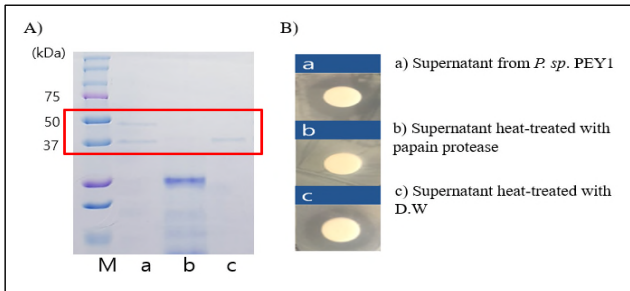 A)
(kDa)
75
50
37
M a b c
B)
a
b
c
a) Supernatant from P. sp. PEY1
b) Supernatant heat-treated with
papain protease
c) Supernatant heat-treated with
D.W